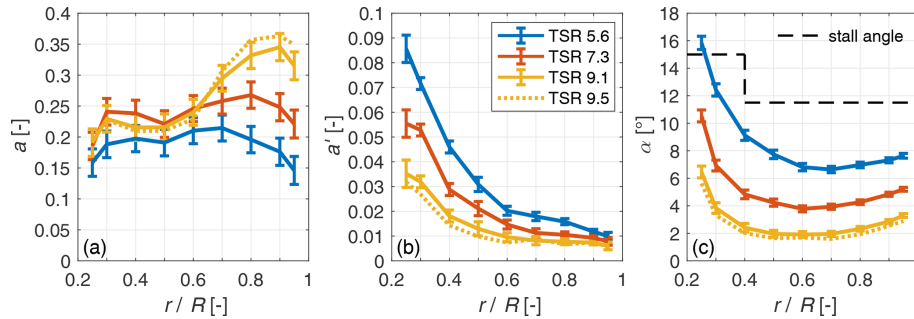 0.4
0.35
0.3
0.25
0.2
0.15
0.1
0.05
0
a [-]
(a)
0.2 0.4 0.6 0.8 1
r / R [-]
0.1
0.09
0.08
0.07
0.06
0.05
0.04
0.03
0.02
0.01
0
a' [-]
TSR 5.6
TSR 7.3
TSR 9.1
TSR 9.5
(b)
0.2 0.4 0.6 0.8 1
r / R [-]
18
16
14
12
10
8
6
4
2
0
α [°]
stall angle
(c)
0.2 0.4 0.6 0.8
r / R [-]